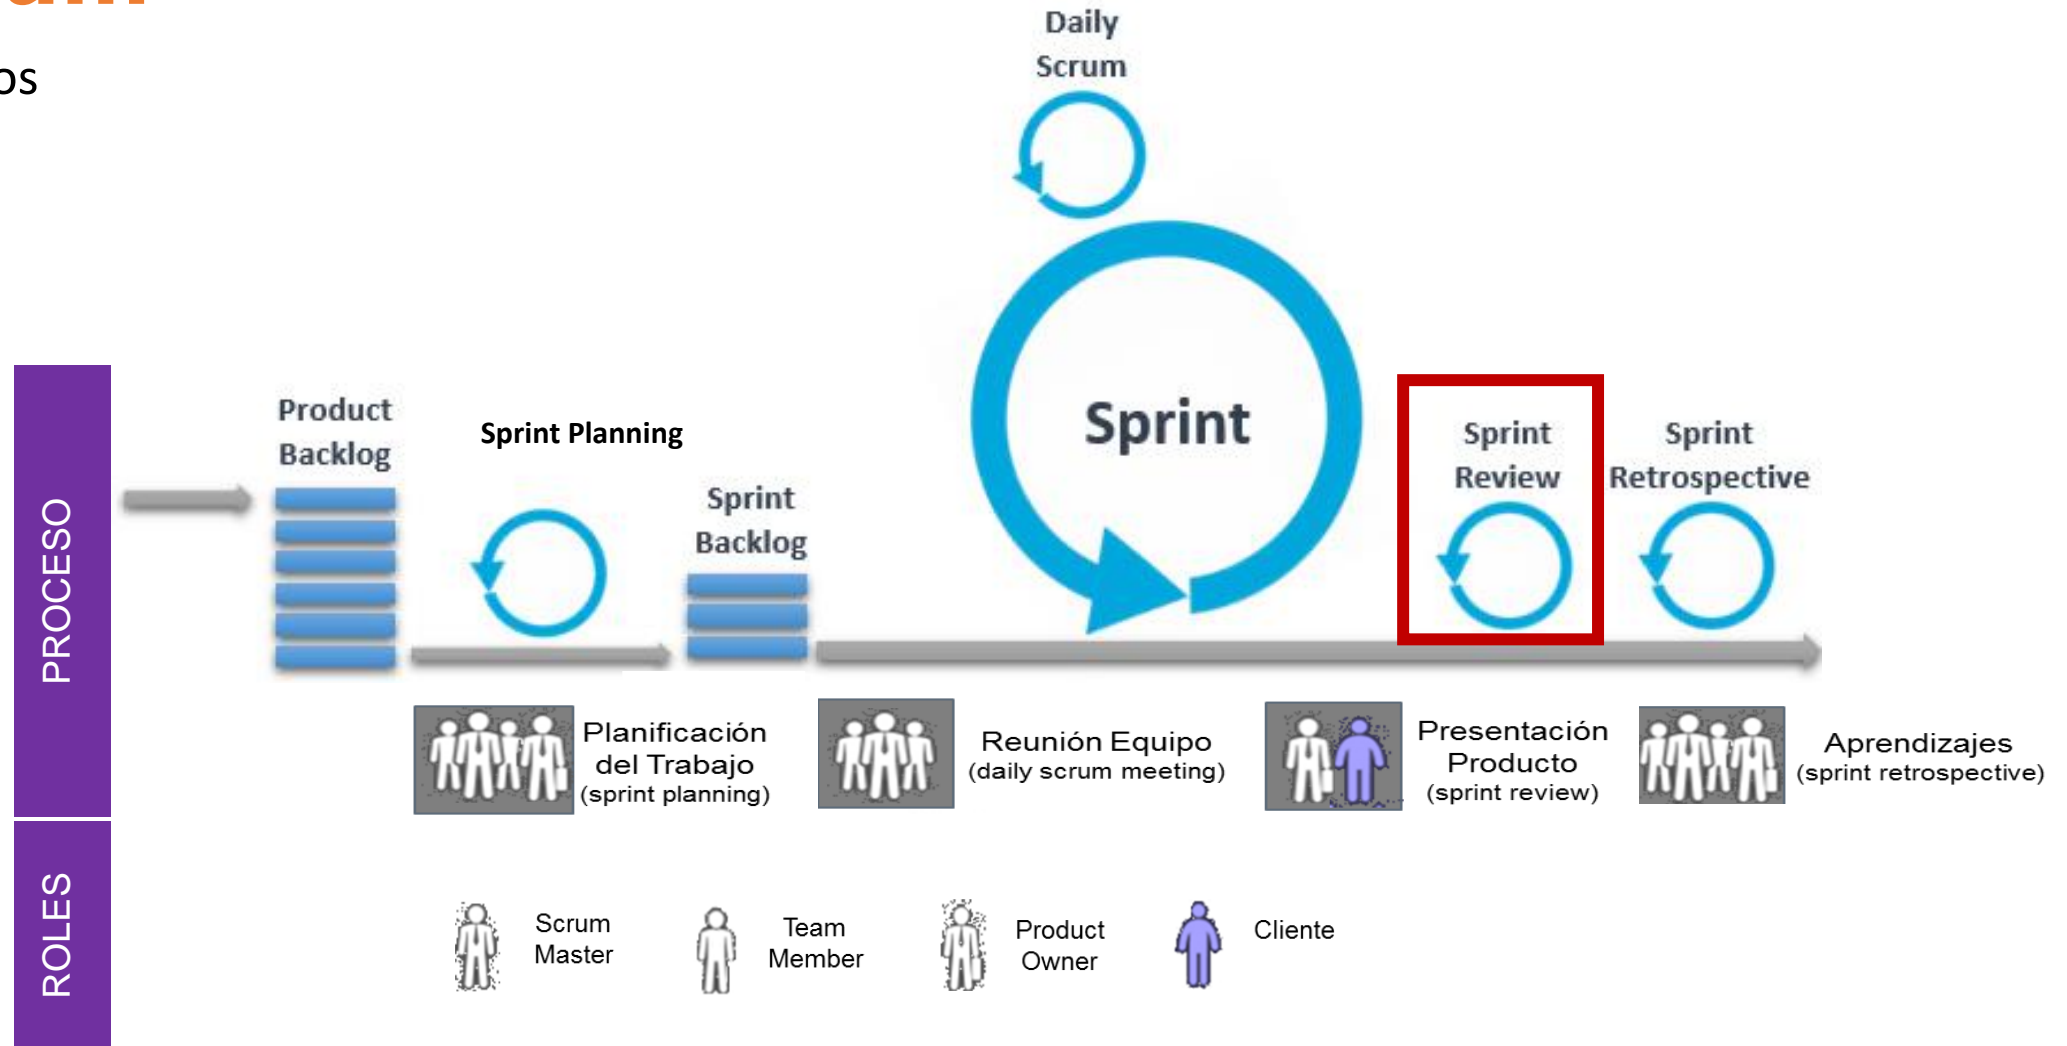 Daily
Scrum
Sprint
Product
Backlog
Sprint Planning
Sprint
Backlog
Sprint
Review
Sprint
Retrospective
PROCESO
Planificación
del Trabajo
(sprint planning)
Reunión Equipo
(daily scrum meeting)
Presentación
Producto
(sprint review)
Aprendizajes
(sprint retrospective)
ROLES
Scrum
Master
Team
Member
Product
Owner
Cliente